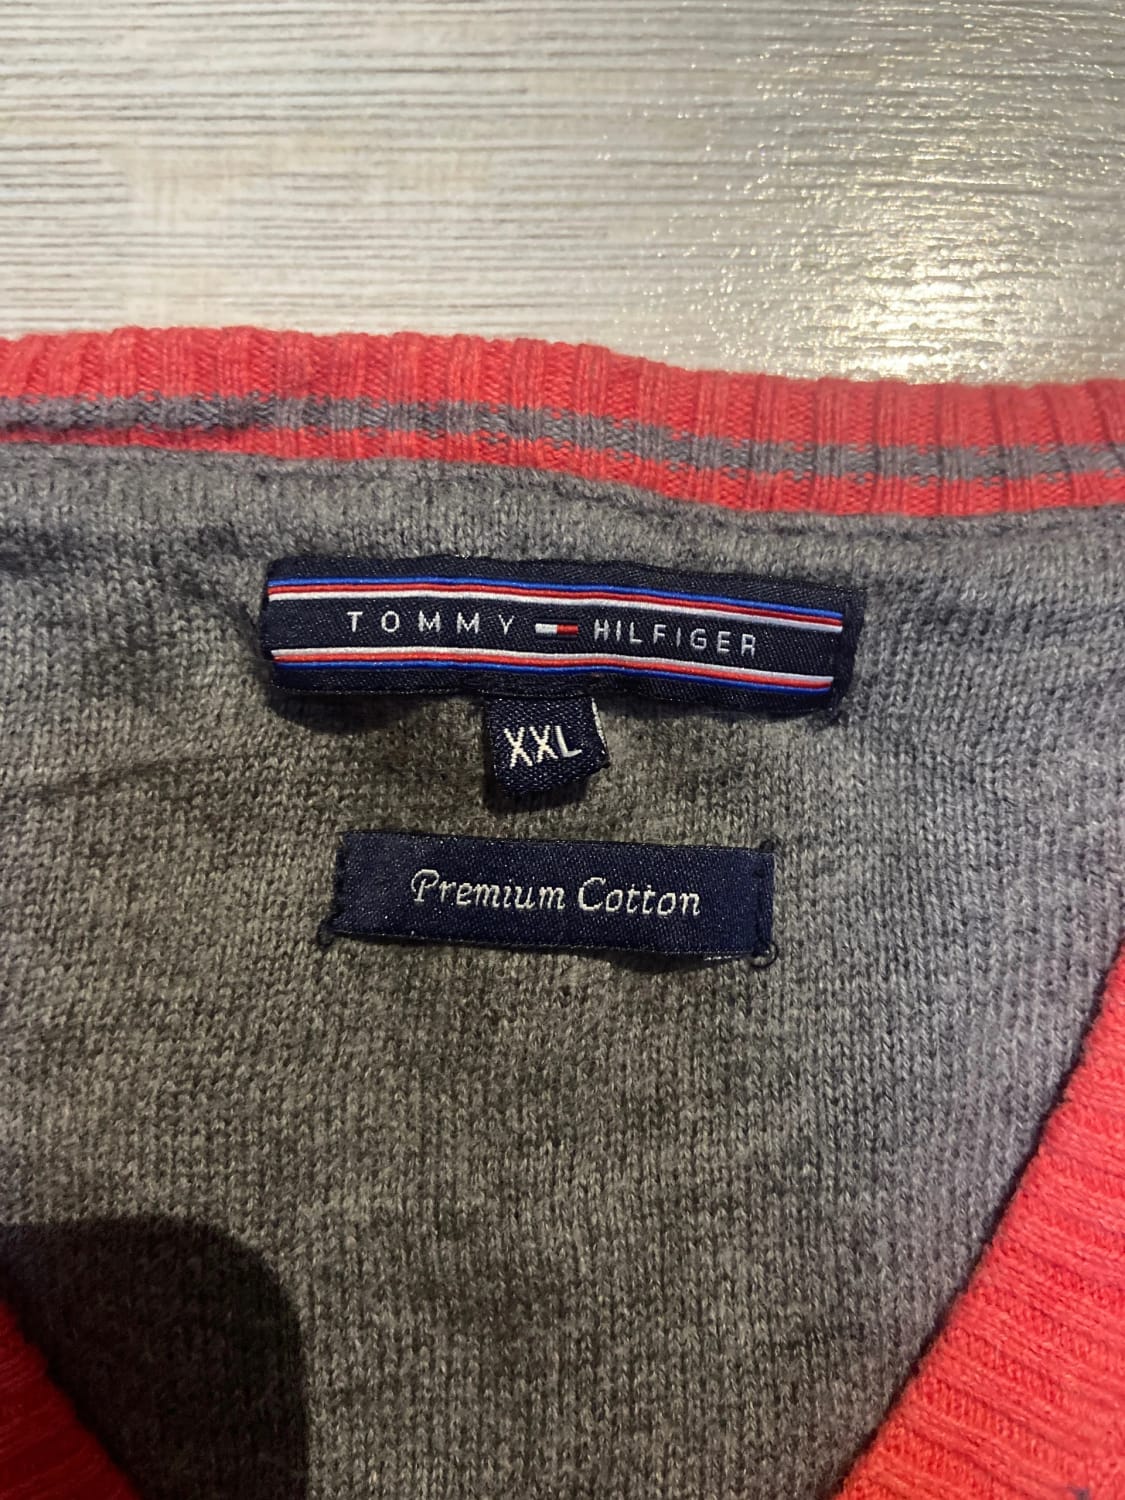 TOMMY HILFIGER
XXL
Premium Cotton